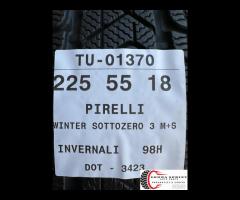 TU-01370
225 55 18
PIRELLI
WINTER SOTTOZERO 3 M+S
INVERNALI 98H
DOT - 3423